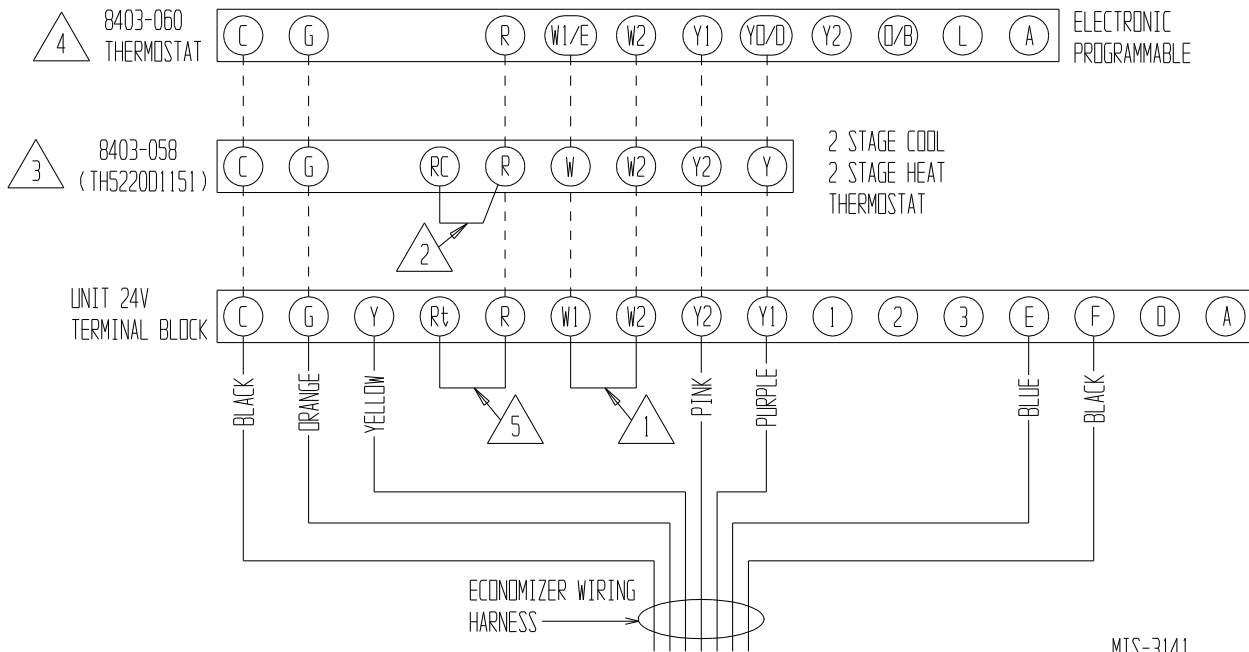 4
8403-060
THERMOSTAT
C G R W1/E W2 Y1 YO/D Y2 O/B L A
ELECTRONIC
PROGRAMMABLE
3
8403-058
(TH5220D1151)
C G RC R W W2 Y2 Y
2 STAGE COOL
2 STAGE HEAT
THERMOSTAT
2
UNIT 24V
TERMINAL BLOCK
C G Y Rt R W1 W2 Y2 Y1 1 2 3 E F O A
BLACK
ORANGE
YELLOW
5
1
PINK
PURPLE
BLUE
BLACK
ECONOMIZER WIRING
HARNESS
MIS-3141